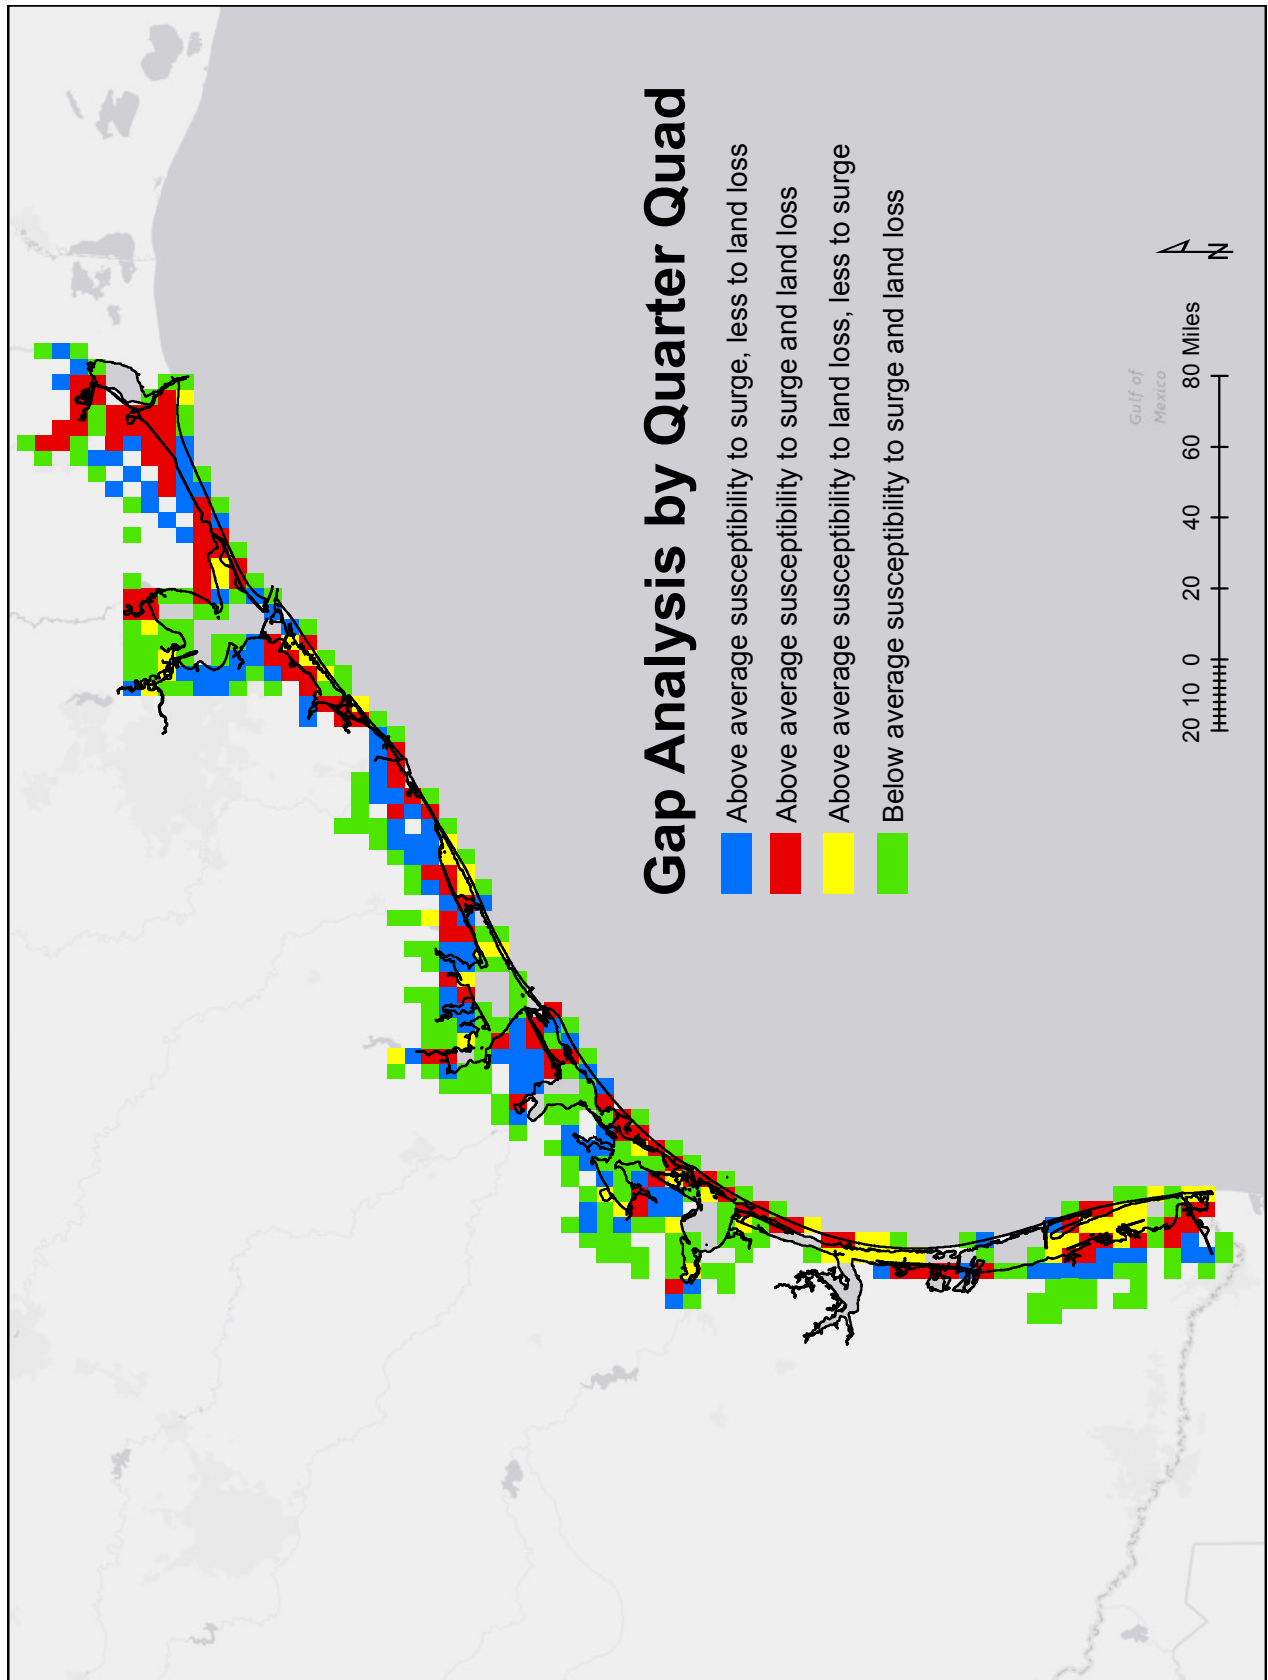 Gap Analysis by Quarter Quad
Above average susceptibility to surge, less to land loss
Above average susceptibility to surge and land loss
Above average susceptibility to land loss, less to surge
Below average susceptibility to surge and land loss
Gulf of
Mexico
20 10 0 20 40 60 80 Miles
N